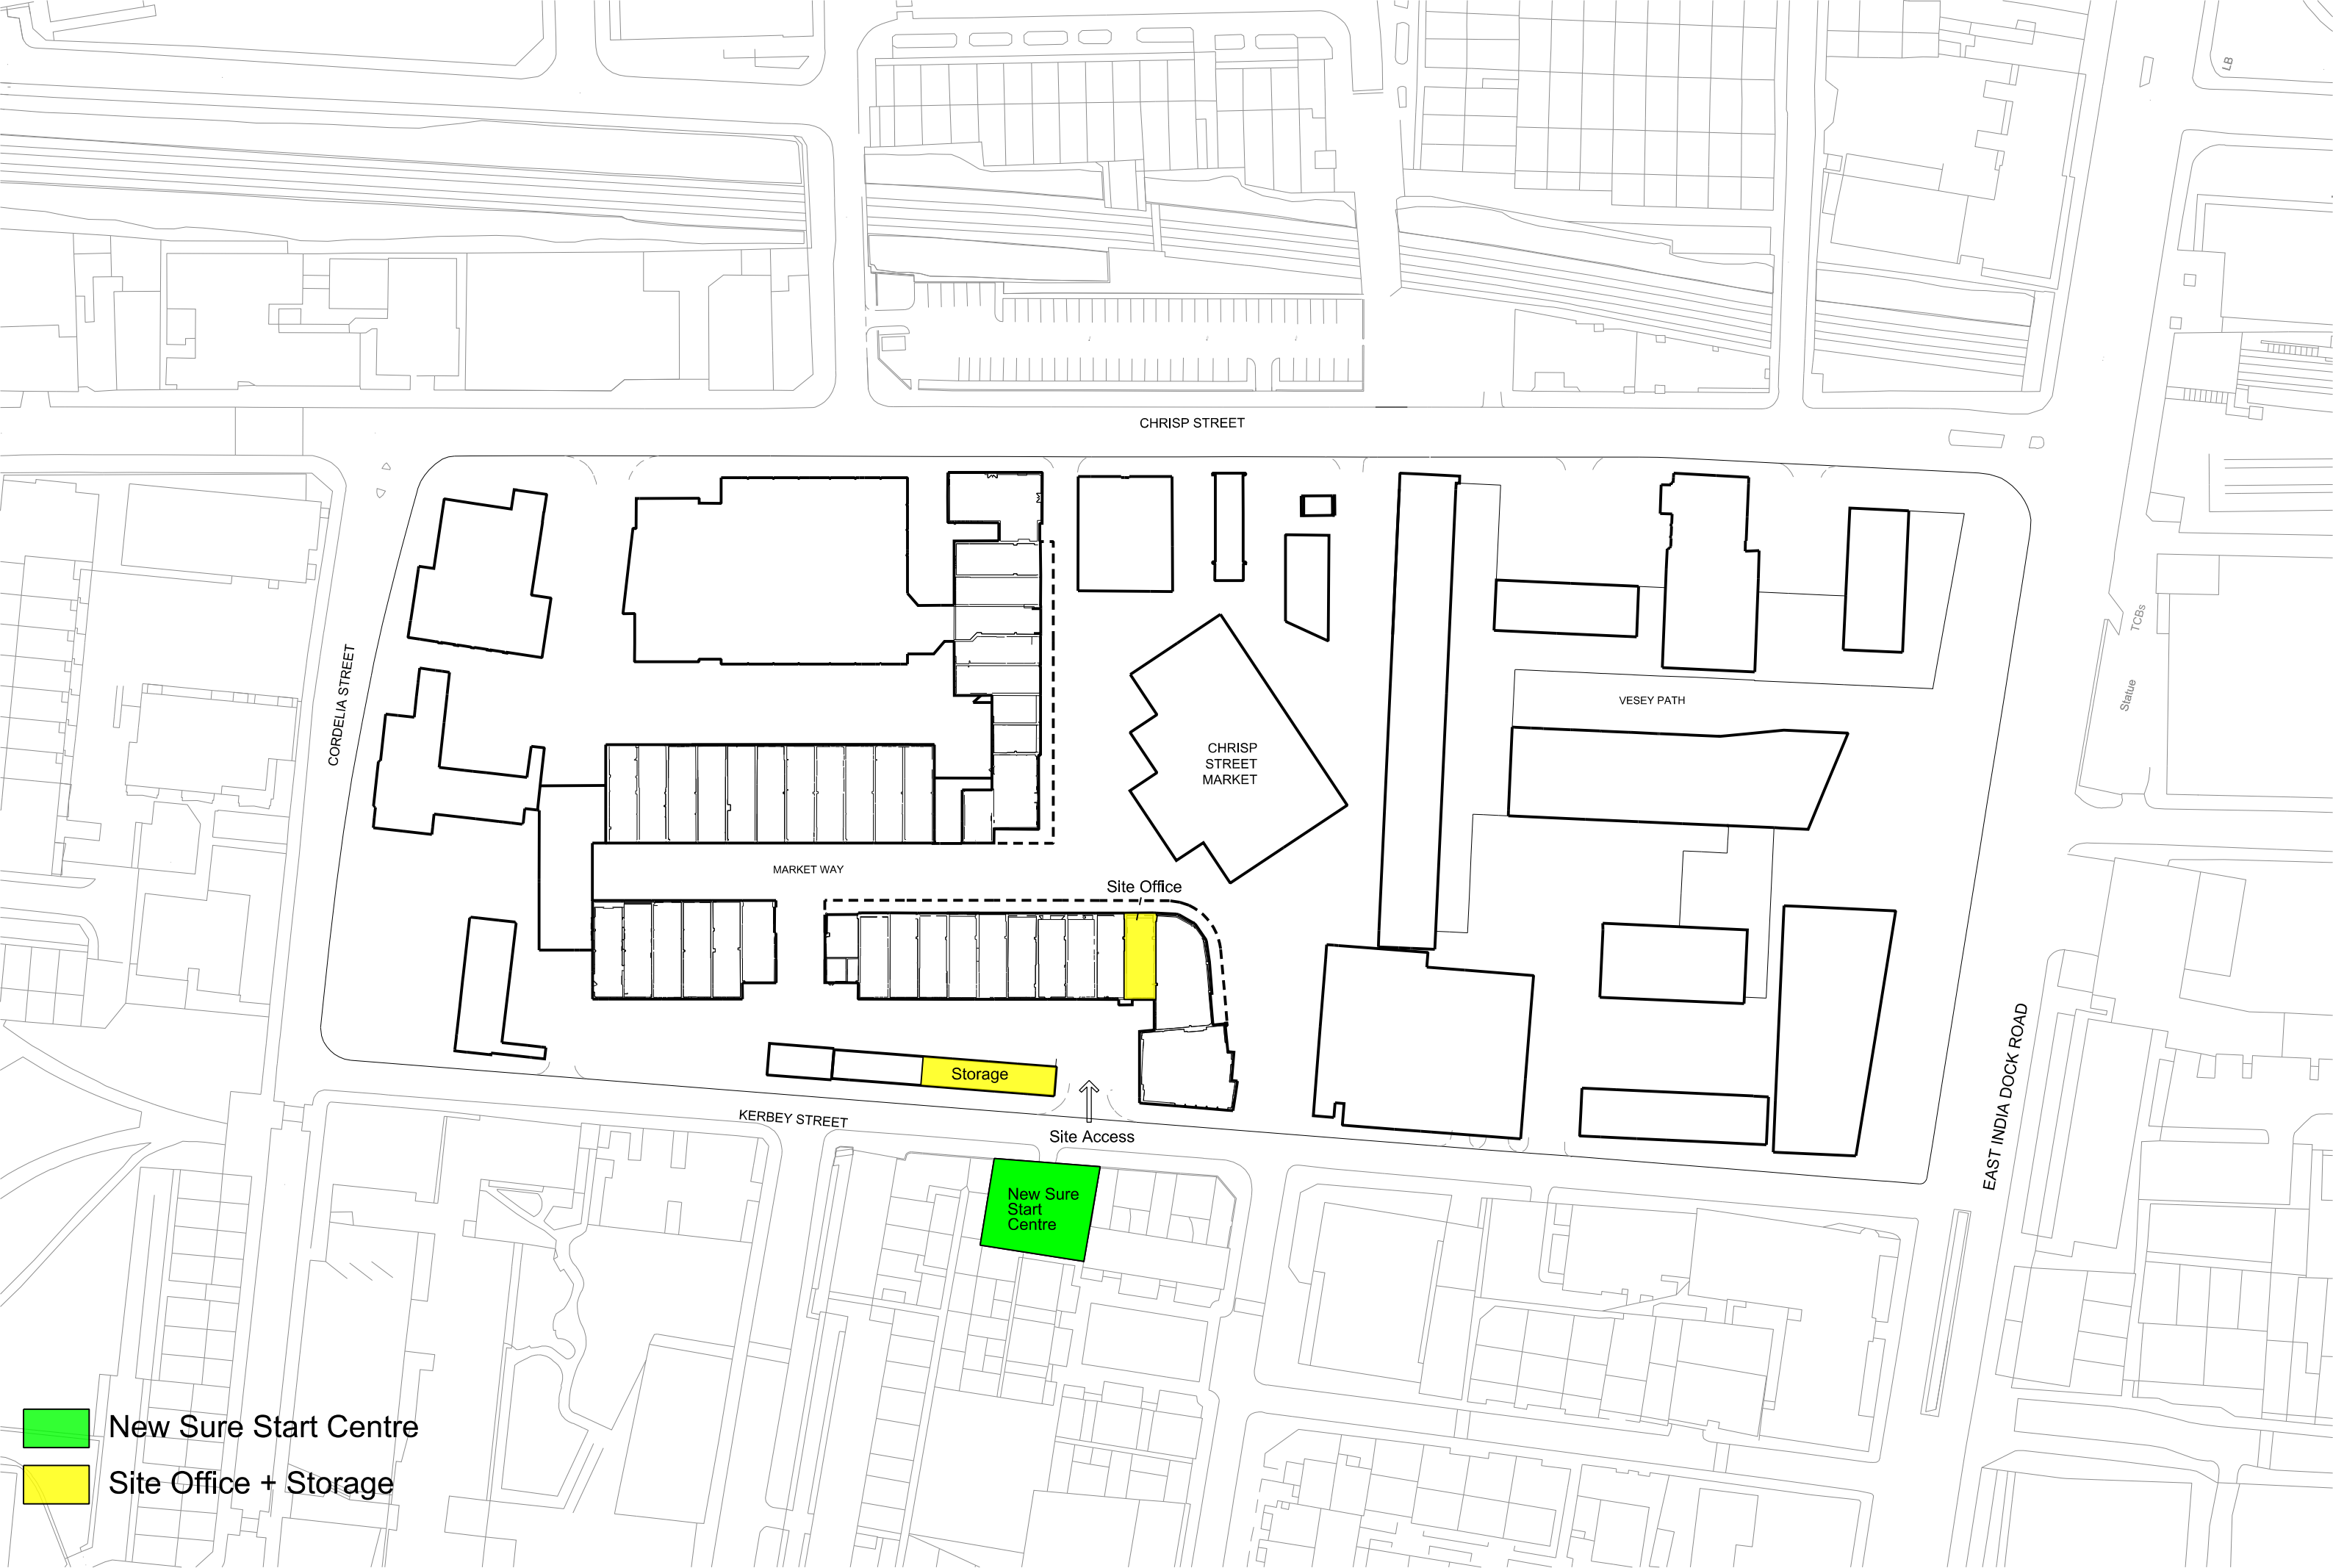 LB
CHRISP STREET
TCBs
Statue
CORDELIA STREET
VESEY PATH
CHRISP
STREET
MARKET
MARKET WAY
Site Office
EAST INDIA DOCK ROAD
Storage
KERBEY STREET
Site Access
New Sure
Start
Centre
New Sure Start Centre
Site Office + Storage